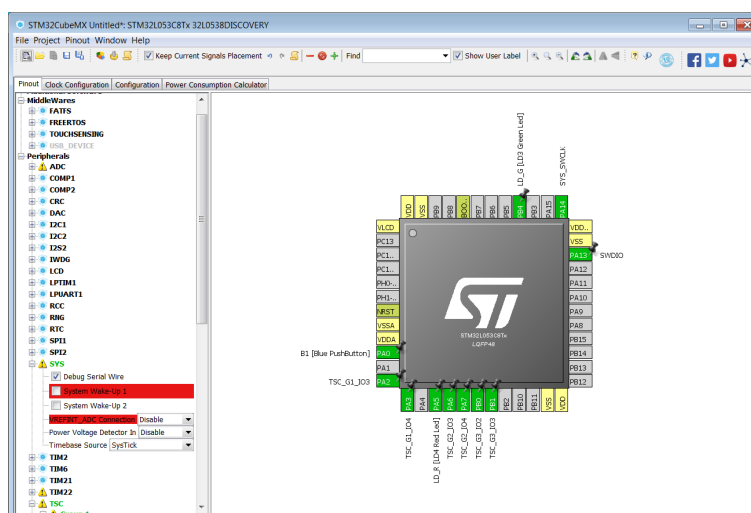 STM32CubeMX Untitled*: STM32L053C8Tx 32L0538DISCOVERY
File Project Pinout Window Help
Keep Current Signals Placement
Find
Show User Label
Pinout
Clock Configuration
Configuration
Power Consumption Calculator
MiddleWares
FATFS
FREERTOS
TOUCHSENSING
USB_DEVICE
Peripherals
ADC
COMP1
COMP2
CRC
DAC
I2C1
I2C2
I2S2
IWDG
LCD
LPTIM1
LPUART1
RCC
RNG
RTC
SPI1
SPI2
SYS
Debug Serial Wire
System Wake-Up 1
System Wake-Up 2
VREFINT_ADC Connection Disable
Power Voltage Detector In Disable
Timebase Source SysTick
TIM2
TIM6
TIM21
TIM22
TSC
LD_G [LD3 Green Led]
SYS_SWCLK
VDD
VSS
PB9
PB8
BOO...
PB7
PB6
PB5
PB4
PB3
PA15
PA14
VLCD
PC13
PC1..
PC1..
PH0-..
PH1-..
NRST
VSSA
VDDA
B1 [Blue PushButton]
PA0
PA1
TSC_G1_IO3
PA2
ST
STM32L053C8Tx
LQFP48
VDD..
VSS
PA13
SWDIO
PA12
PA11
PA10
PA9
PA8
PB15
PB14
PB13
PB12
PA3
PA4
PA5
PA6
PA7
PB0
PB1
PB2
PB10
PB11
VSS
VDD
TSC_G1_IO4
LD_R [LD4 Red Led]
TSC_G2_IO3
TSC_G2_IO4
TSC_G3_IO2
TSC_G3_IO3